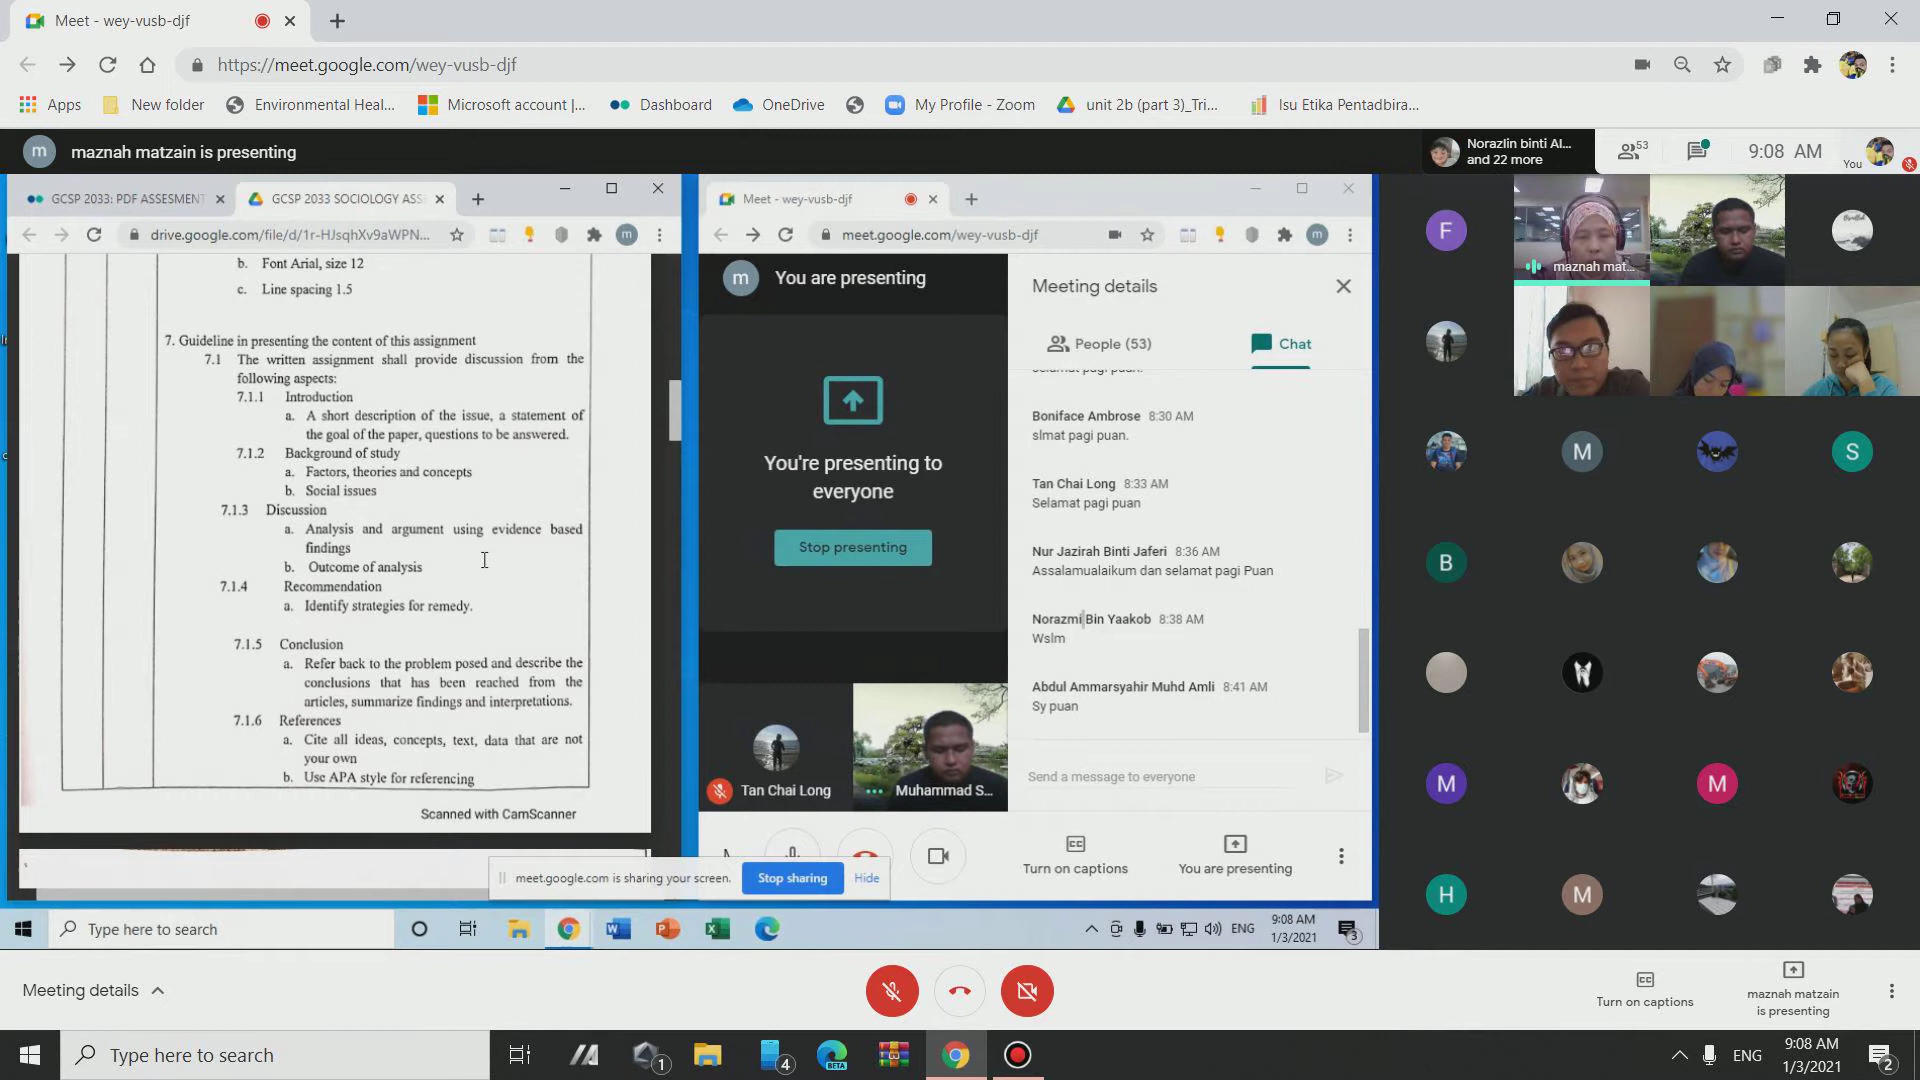 Meet - wey-vusb-djf
https://meet.google.com/wey-vusb-djf
Apps
New folder
Environmental Heal...
Microsoft account |...
Dashboard
OneDrive
My Profile - Zoom
unit 2b (part 3)_Tri...
Isu Etika Pentadbira...
m
maznah matzain is presenting
Norazlin binti Al...
and 22 more
53
9:08 AM
You
GCSP 2033: PDF ASSESMENT
GCSP 2033 SOCIOLOGY ASS
drive.google.com/file/d/1r-HJsqhXv9aWPN...
m
b. Font Arial, size 12
c. Line spacing 1.5
7. Guideline in presenting the content of this assignment
7.1 The written assignment shall provide discussion from the
following aspects:
7.1.1 Introduction
a. A short description of the issue, a statement of
the goal of the paper, questions to be answered.
7.1.2 Background of study
a. Factors, theories and concepts
b. Social issues
7.1.3 Discussion
a. Analysis and argument using evidence based
findings
b. Outcome of analysis
7.1.4 Recommendation
a. Identify strategies for remedy.
7.1.5 Conclusion
a. Refer back to the problem posed and describe the
conclusions that has been reached from the
articles, summarize findings and interpretations.
7.1.6 References
a. Cite all ideas, concepts, text, data that are not
your own
b. Use APA style for referencing
Scanned with CamScanner
Meet - wey-vusb-djf
meet.google.com/wey-vusb-djf
m
m
You are presenting
You're presenting to
everyone
Stop presenting
Tan Chai Long
Muhammad S...
Meeting details
People (53)
Chat
Selamat pagi puan.
Boniface Ambrose 8:30 AM
slmat pagi puan.
Tan Chai Long 8:33 AM
Selamat pagi puan
Nur Jazirah Binti Jaferi 8:36 AM
Assalamualaikum dan selamat pagi Puan
Norazmi Bin Yaakob 8:38 AM
Wslm
Abdul Ammarsyahir Muhd Amli 8:41 AM
Sy puan
Send a message to everyone
Turn on captions
You are presenting
meet.google.com is sharing your screen.
Stop sharing
Hide
Type here to search
ENG
9:08 AM
1/3/2021
3
F
maznah mat...
M
S
B
M
M
H
M
Meeting details
Turn on captions
maznah matzain
is presenting
Type here to search
1
4
BETA
ENG
9:08 AM
1/3/2021
2